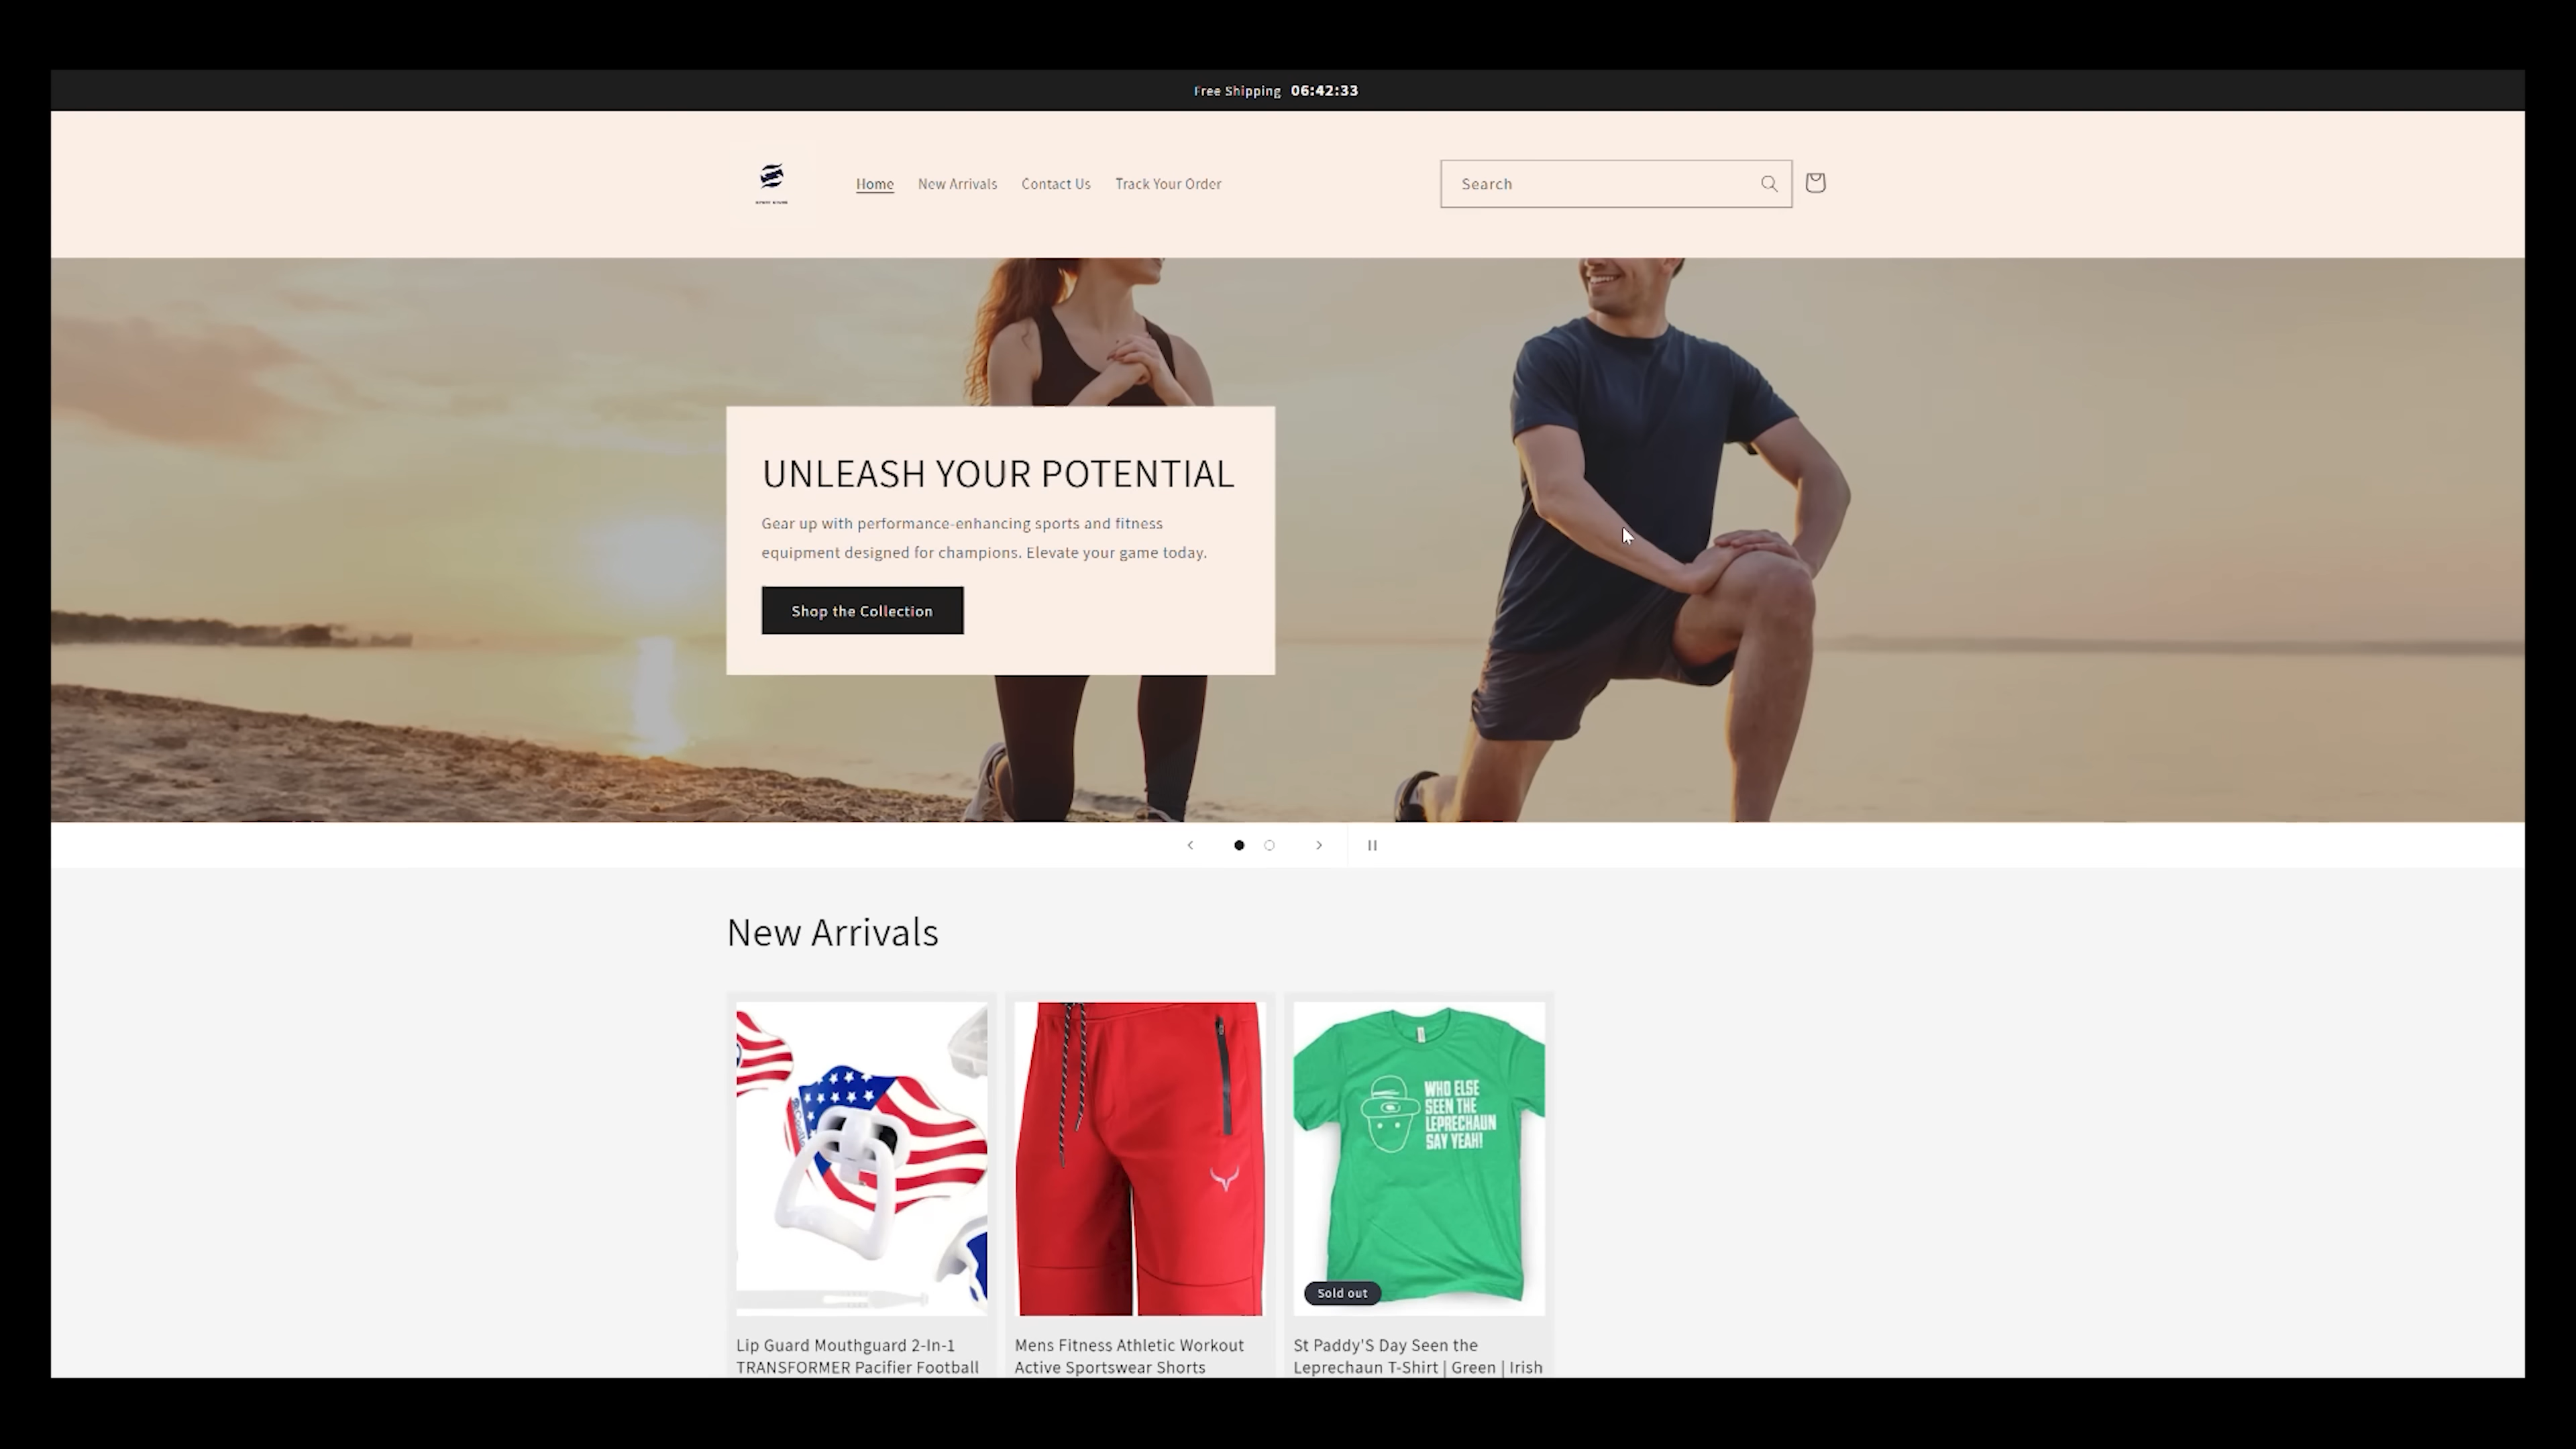 Free Shipping 06:42:33
Home New Arrivals Contact Us Track Your Order
Search
UNLEASH YOUR POTENTIAL
Gear up with performance-enhancing sports and fitness
equipment designed for champions. Elevate your game today.
Shop the Collection
New Arrivals
WHO ELSE
SEEN THE
LEPRECHAUN
SAY YEAH!
Sold out
Lip Guard Mouthguard 2-In-1
TRANSFORMER Pacifier Football
Mens Fitness Athletic Workout
Active Sportswear Shorts
St Paddy'S Day Seen the
Leprechaun T-Shirt | Green | Irish